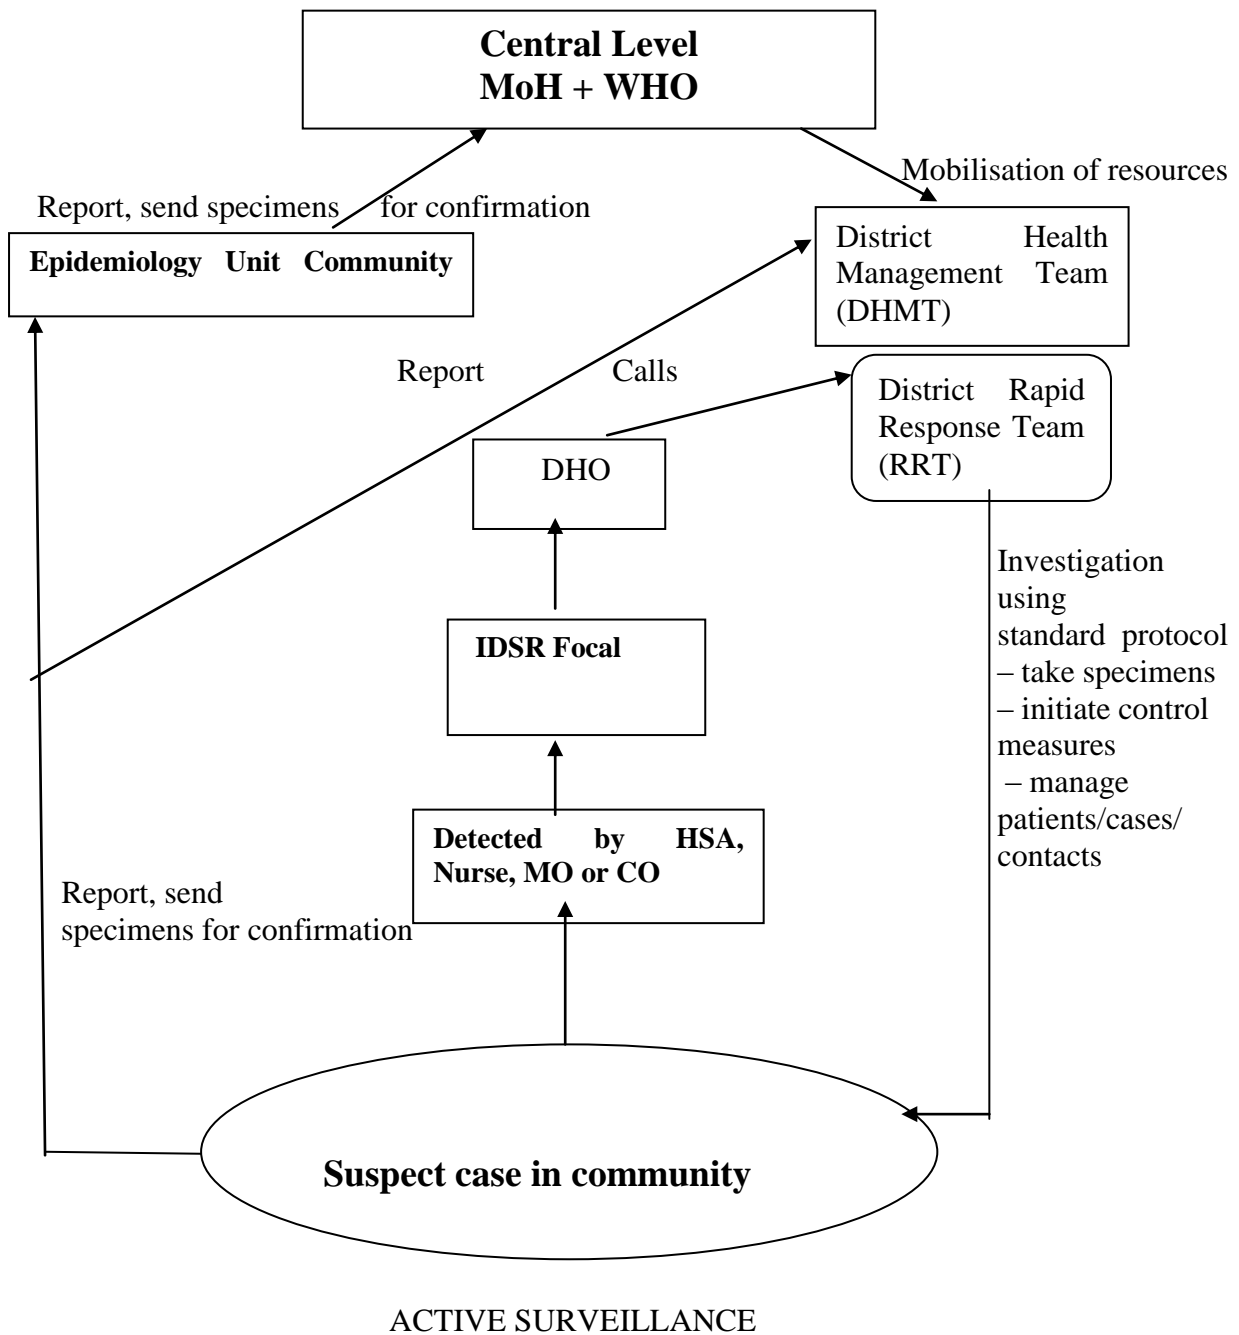 Central Level
MoH + WHO
Mobilisation of resources
Report, send specimens for confirmation
Epidemiology Unit Community
District Health
Management Team
(DHMT)
Report Calls
District Rapid
Response Team
(RRT)
DHO
Investigation
using
standard protocol
– take specimens
– initiate control
measures
– manage
patients/cases/
contacts
IDSR Focal
Detected by HSA,
Nurse, MO or CO
Report, send
specimens for confirmation
Suspect case in community
ACTIVE SURVEILLANCE